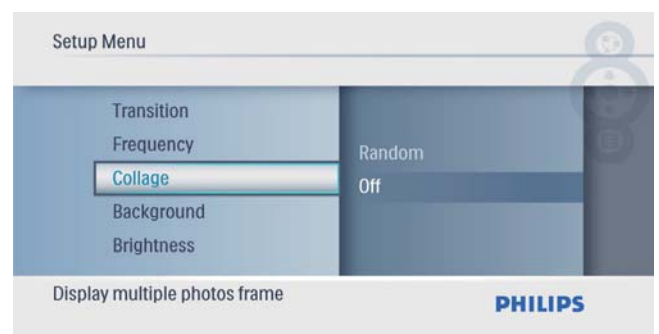 Setup Menu
Transition
Frequency
Collage
Background
Brightness
Random
Off
Display multiple photos frame
PHILIPS